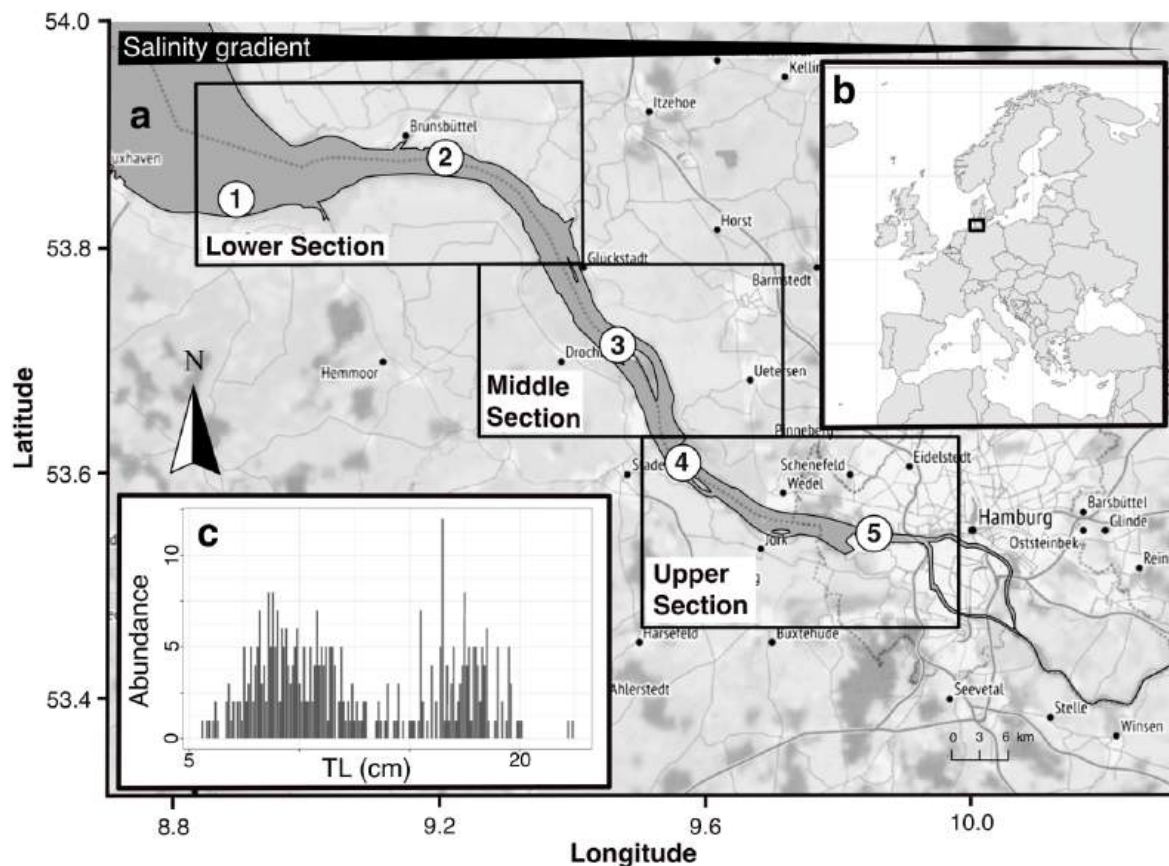 54.0
Salinity gradient
Kellin
a
b
Itzehoe
Brunsbüttel
uxhaven
2
1
Horst
Lower Section
53.8
Glückstadt
Barmstedt
3
Droch
N
Hemmoor
Uetersen
Middle
Section
Latitude
Pinneberg
4
53.6
Stade
Schenefeld
Eidelstedt
Wedel
c
Barsbüttel
5
Hamburg
Glinde
Oststeinbek
Jork
Rein
10
Upper
Section
Abundance
5
Harsefeld
Buxtehude
53.4
Ahlerstedt
Seevetal
Stelle
0 3 6 km
Winsen
0
5
20
TL (cm)
8.8
9.2
9.6
10.0
Longitude